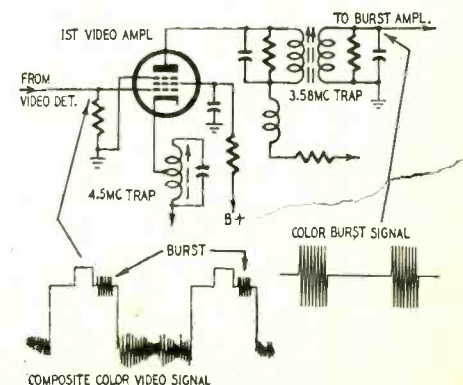 TO BURST AMPL.
1ST VIDEO AMPL
FROM
VIDEO DET.
3.58MC TRAP
4.5MC TRAP
B+
COLOR BURST SIGNAL
BURST
COMPOSITE COLOR VIDEO SIGNAL